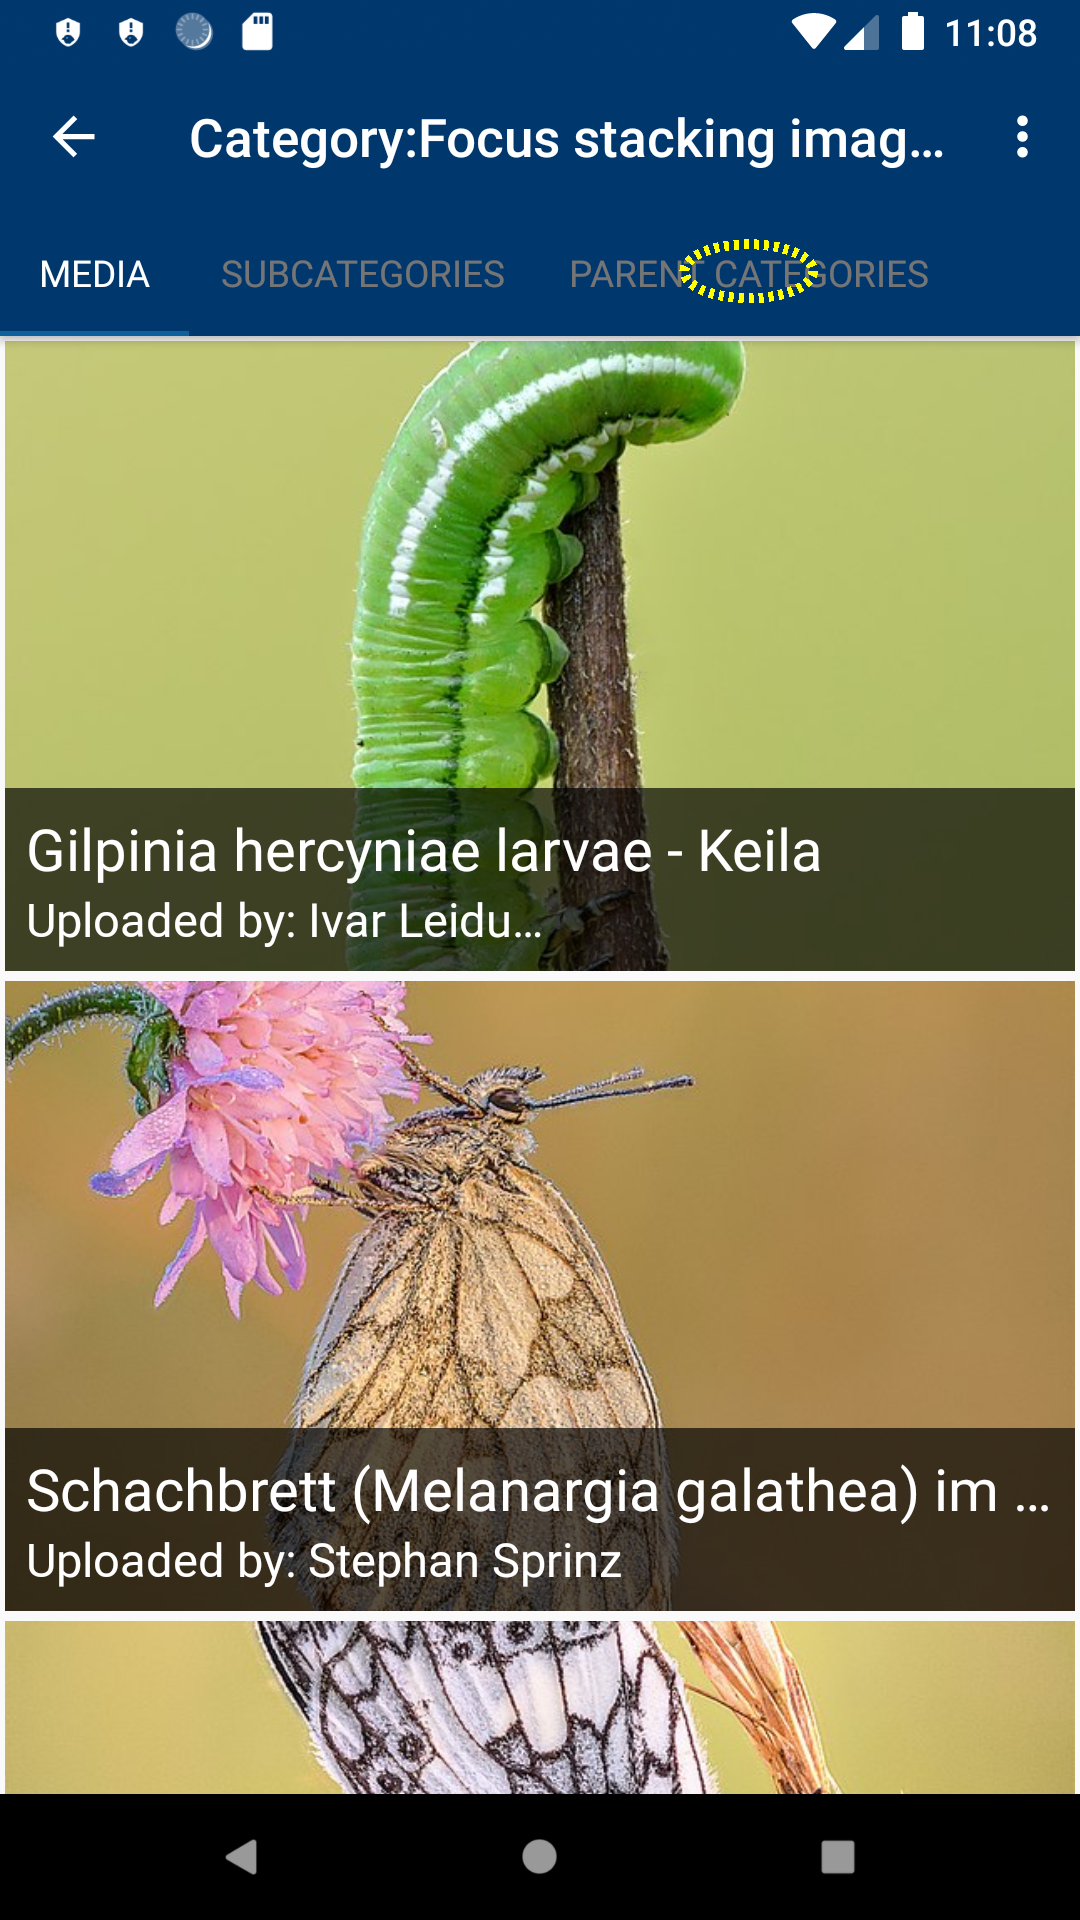 11:08
Category:Focus stacking imag…
MEDIA SUBCATEGORIES PARENT CATEGORIES
Gilpinia hercyniae larvae - Keila
Uploaded by: Ivar Leidu…
Schachbrett (Melanargia galathea) im …
Uploaded by: Stephan Sprinz